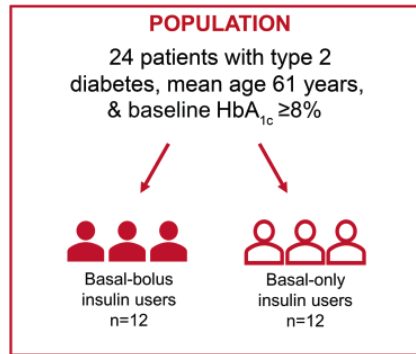 POPULATION
24 patients with type 2
diabetes, mean age 61 years,
& baseline HbA1c ≥8%
Basal-bolus
insulin users
n=12
Basal-only
insulin users
n=12